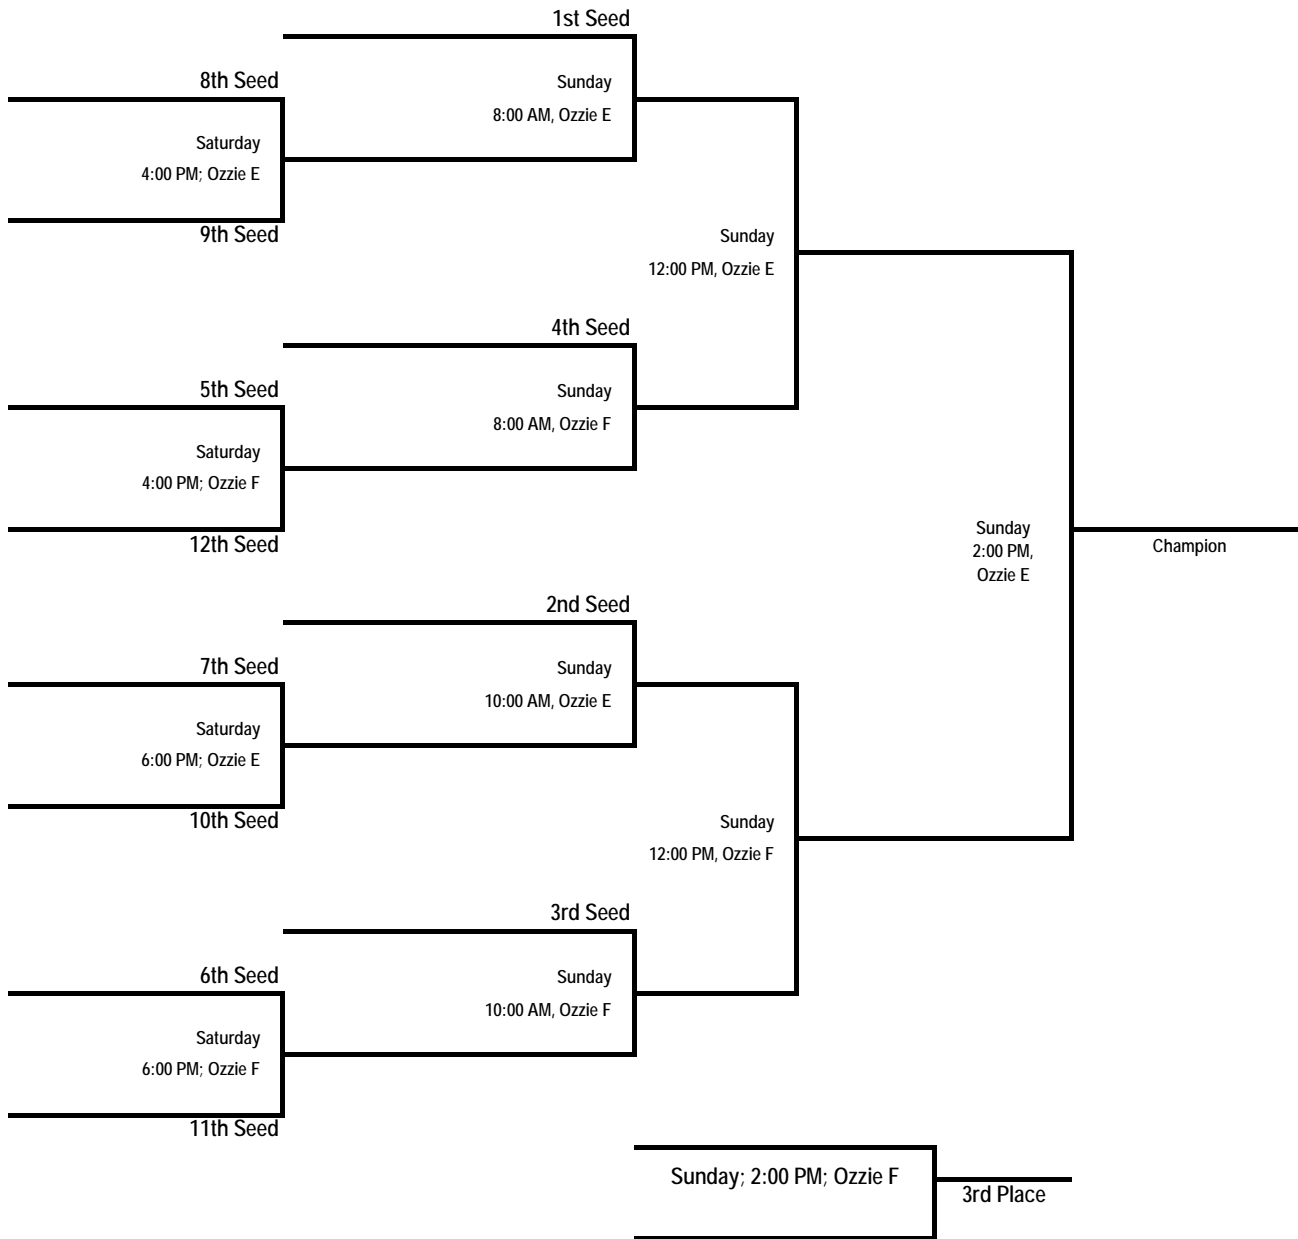 1st Seed
8th Seed
Sunday
8:00 AM, Ozzie E
Saturday
4:00 PM; Ozzie E
9th Seed
Sunday
12:00 PM, Ozzie E
4th Seed
5th Seed
Sunday
8:00 AM, Ozzie F
Saturday
4:00 PM; Ozzie F
12th Seed
Sunday
2:00 PM,
Ozzie E
Champion
2nd Seed
7th Seed
Sunday
10:00 AM, Ozzie E
Saturday
6:00 PM; Ozzie E
10th Seed
Sunday
12:00 PM, Ozzie F
3rd Seed
6th Seed
Sunday
10:00 AM, Ozzie F
Saturday
6:00 PM; Ozzie F
11th Seed
Sunday; 2:00 PM; Ozzie F
3rd Place